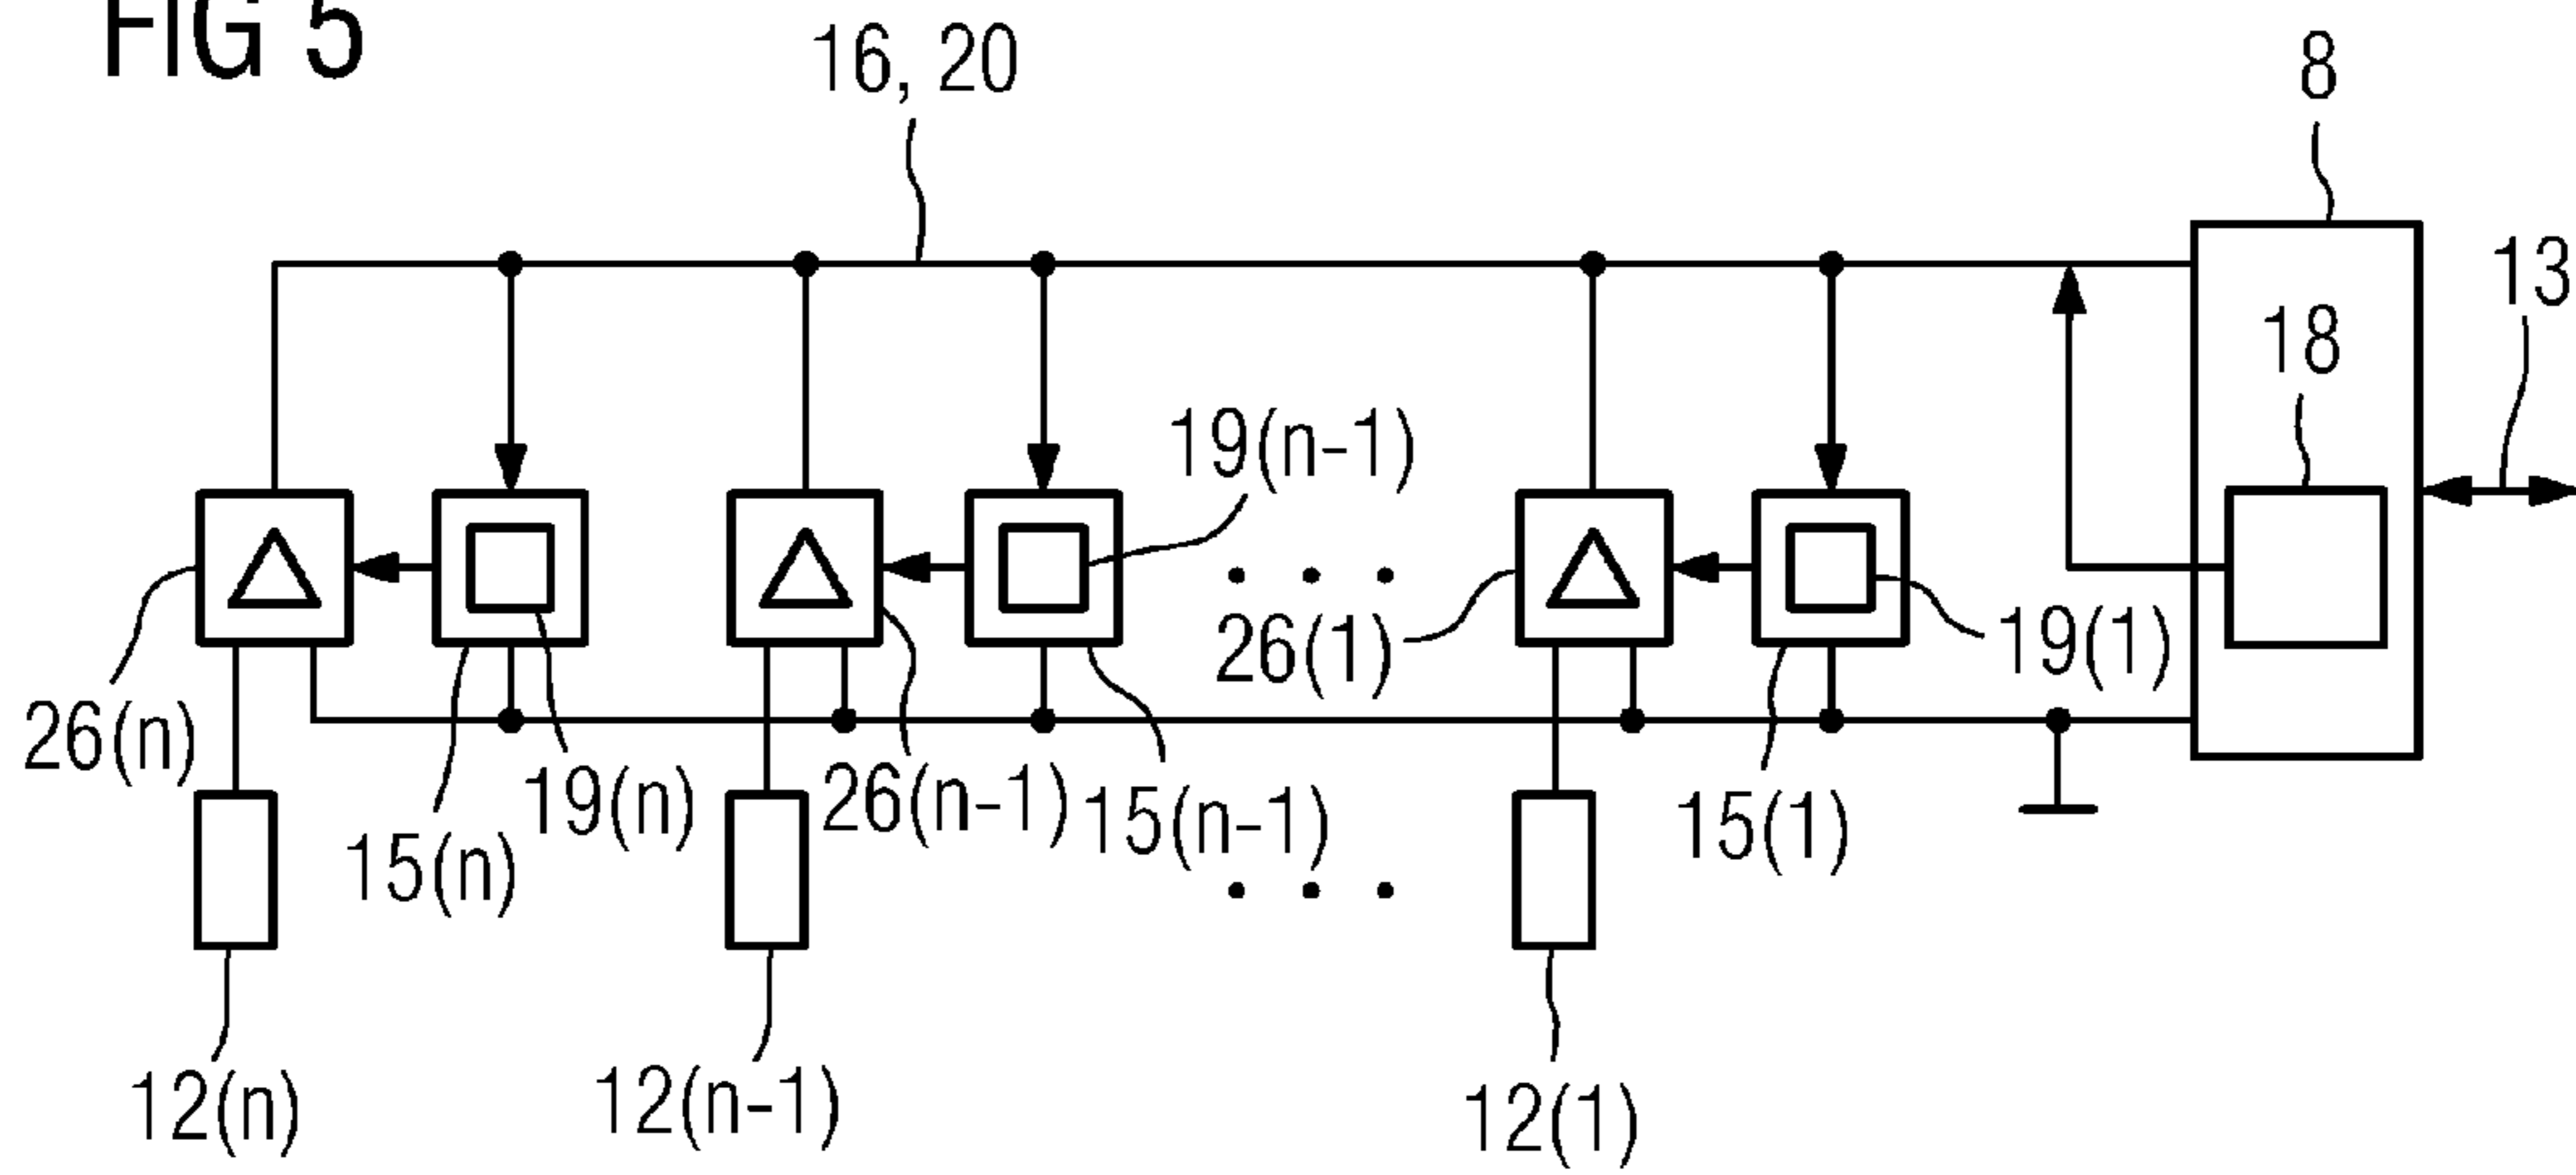 FIG 5
16, 20
8
13
18
19(n-1)
26(1)
19(1)
26(n)
19(n)
26(n-1)
15(n-1)
15(1)
15(n)
12(n)
12(n-1)
12(1)